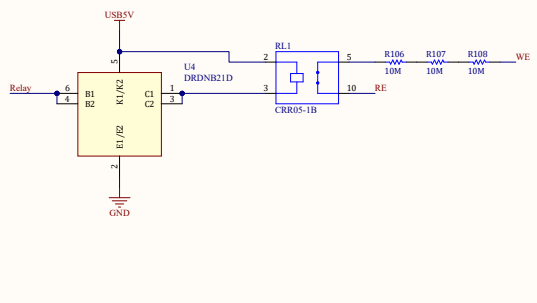 USB5V
U4
DRDNB21D
Relay
6
4
B1
B2
5
K1/K2
E1/E2
C1
C2
1
3
2
GND
RL1
2
3
5
10
CRR05-1B
RE
R106
10M
R107
10M
R108
10M
WE